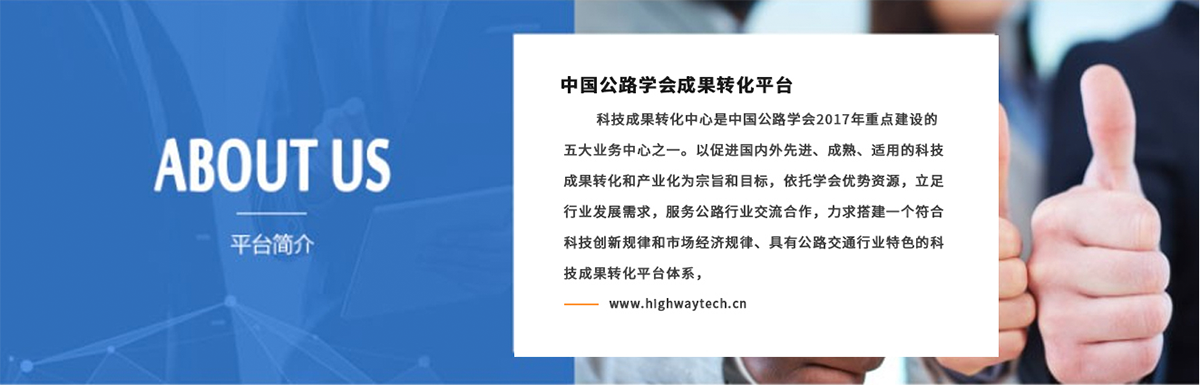 ABOUT US
平台简介
中国公路学会成果转化平台
科技成果转化中心是中国公路学会2017年重点建设的
五大业务中心之一。以促进国内外先进、成熟、适用的科技
成果转化和产业化为宗旨和目标，依托学会优势资源，立足
行业发展需求，服务公路行业交流合作，力求搭建一个符合
科技创新规律和市场经济规律、具有公路交通行业特色的科
技成果转化平台体系，
www.highwaytech.cn